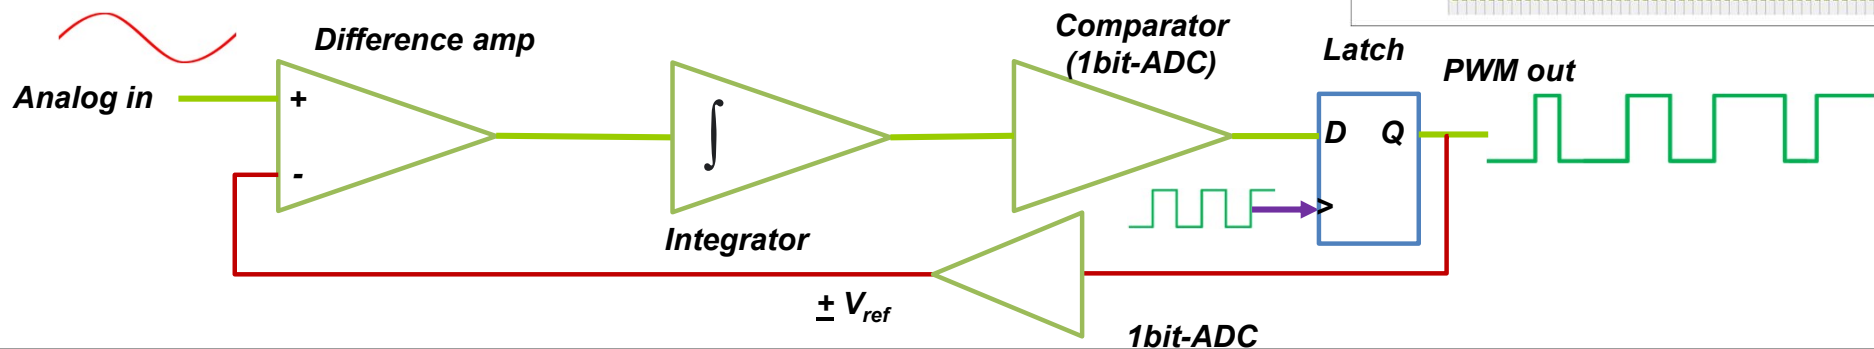 Difference amp
Comparator
(1bit-ADC)
Latch
PWM out
Analog in
+
-
∫
D Q
>
Integrator
± Vref
1bit-ADC